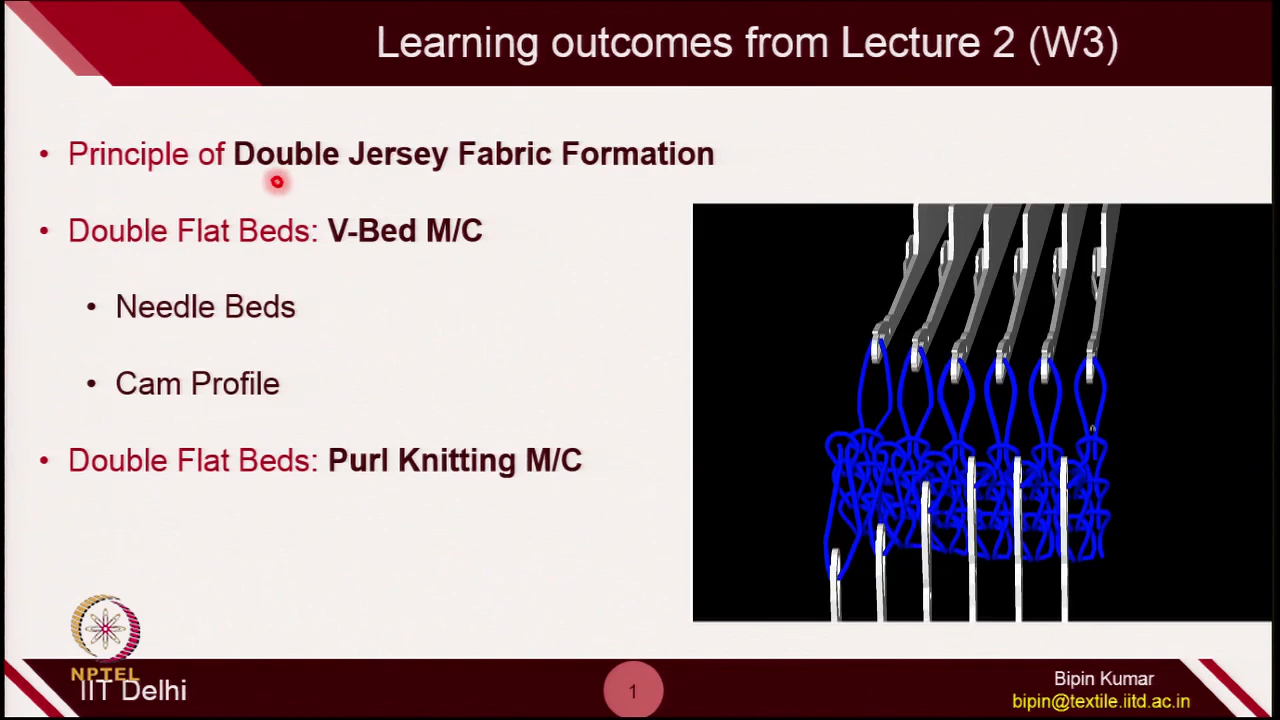 Learning outcomes from Lecture 2 (W3)
• Principle of Double Jersey Fabric Formation
• Double Flat Beds: V-Bed M/C
• Needle Beds
• Cam Profile
• Double Flat Beds: Purl Knitting M/C
NPTEL
IIT Delhi
1
Bipin Kumar
bipin@textile.iitd.ac.in